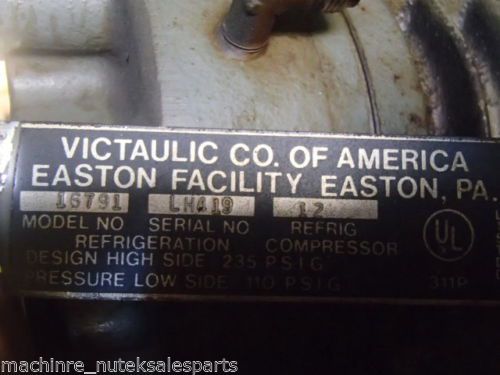 VICTAULIC CO. OF AMERICA
EASTON FACILITY EASTON, PA.
16791 LH419 12
MODEL NO SERIAL NO REFRIG
REFRIGERATION COMPRESSOR
DESIGN HIGH SIDE 235 PSIG
PRESSURE LOW SIDE 110 PSIG 311P
UL
machinre_nuteksalesparts